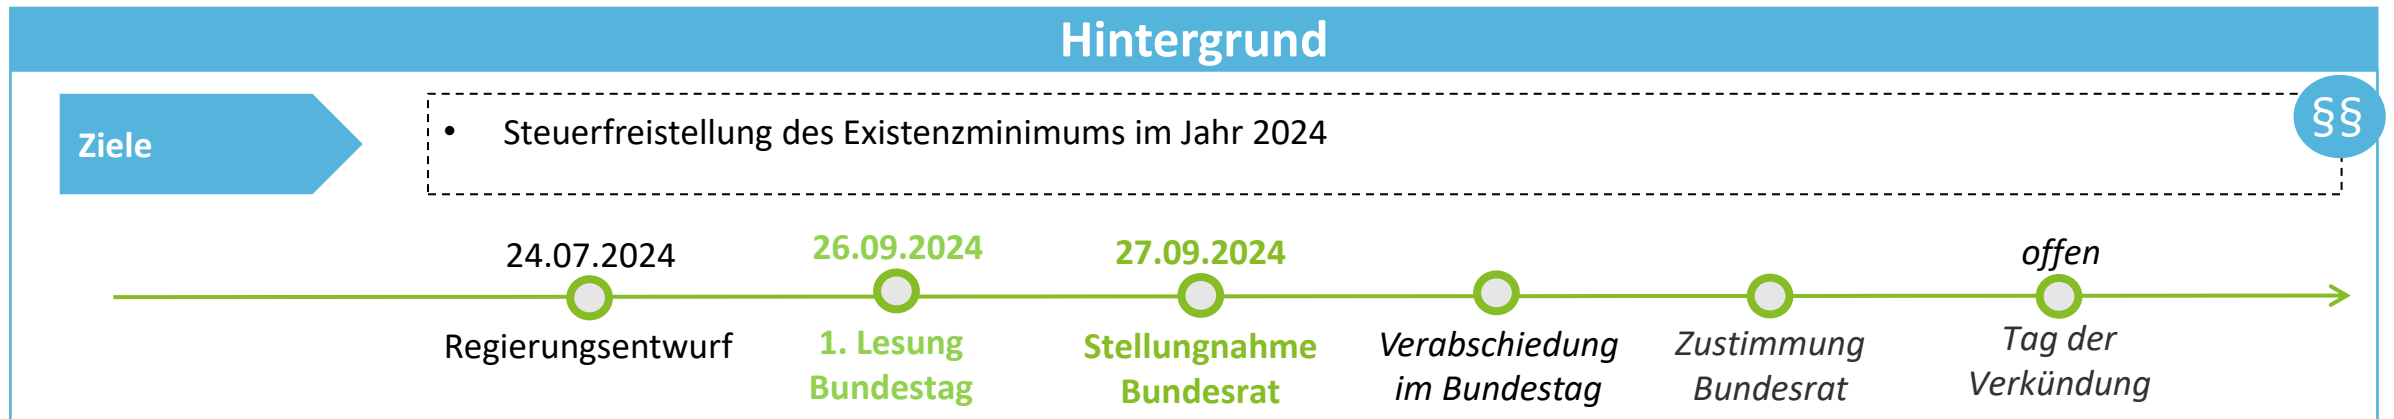 Hintergrund
Ziele
• Steuerfreistellung des Existenzminimums im Jahr 2024
§§
24.07.2024
26.09.2024
27.09.2024
offen
Regierungsentwurf
1. Lesung
Bundestag
Stellungnahme
Bundesrat
Verabschiedung
im Bundestag
Zustimmung
Bundesrat
Tag der
Verkündung